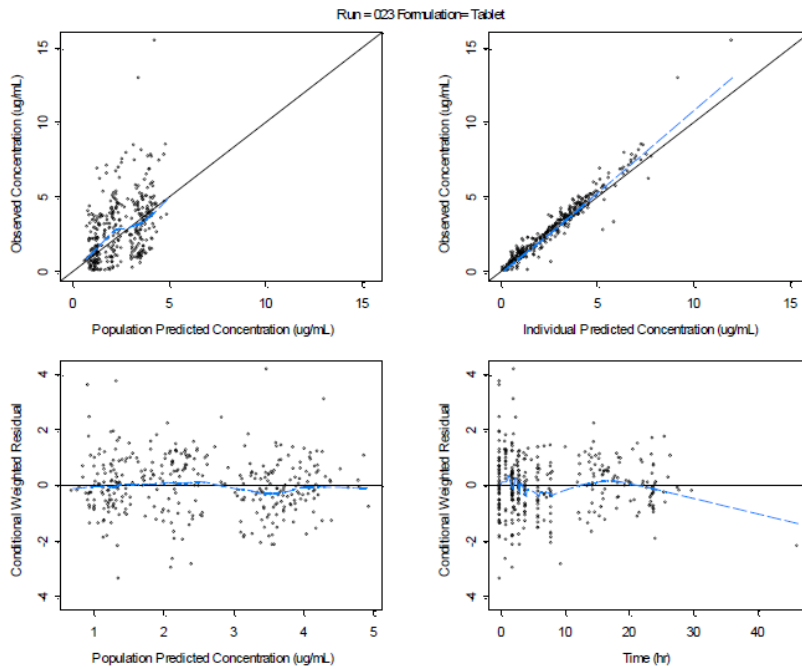 Run = 023 Formulation= Tablet
Observed Concentration (ug/mL)
15
10
5
0
0 5 10 15
Population Predicted Concentration (ug/mL)
Observed Concentration (ug/mL)
15
10
5
0
0 5 10 15
Individual Predicted Concentration (ug/mL)
Conditional Weighted Residual
4
2
0
-2
-4
1 2 3 4 5
Population Predicted Concentration (ug/mL)
Conditional Weighted Residual
4
2
0
-2
-4
0 10 20 30 40
Time (hr)